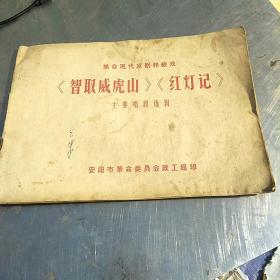 革命现代京剧样板戏
《智取威虎山》《红灯记》
主要唱段选辑
安阳市革命委员会政工组印